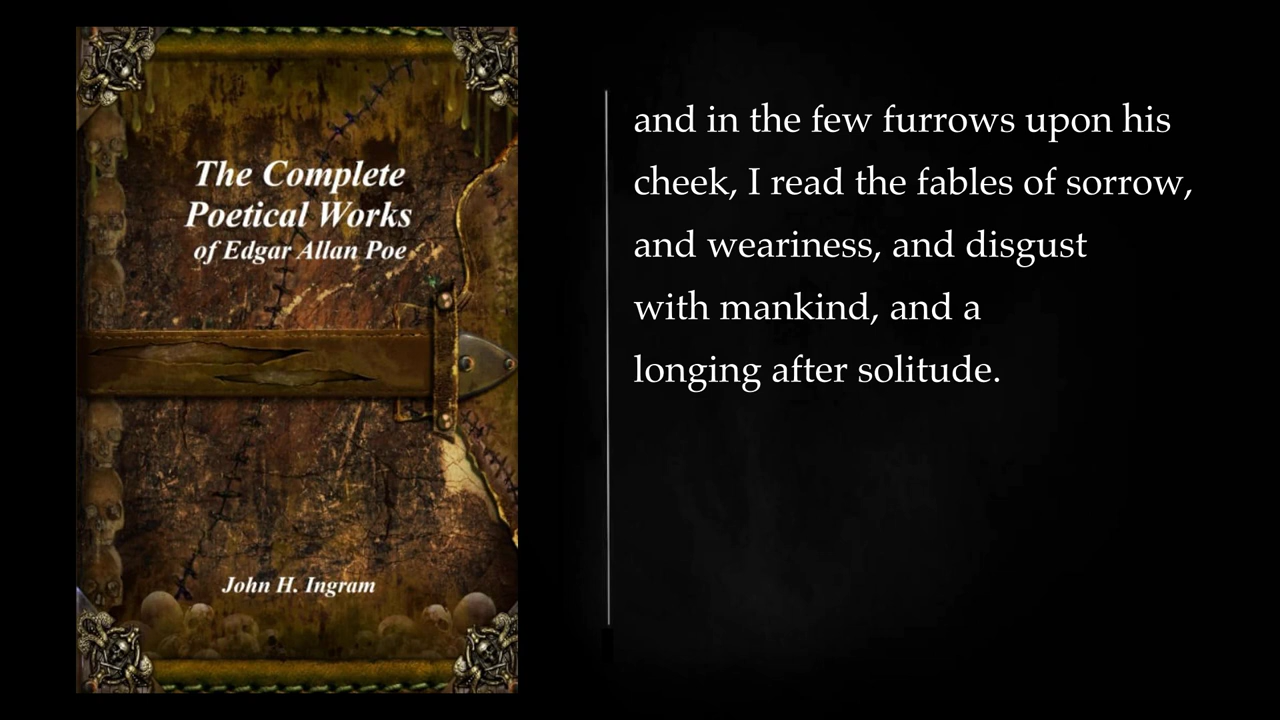 The Complete
Poetical Works
of Edgar Allan Poe
John H. Ingram
and in the few furrows upon his
cheek, I read the fables of sorrow,
and weariness, and disgust
with mankind, and a
longing after solitude.